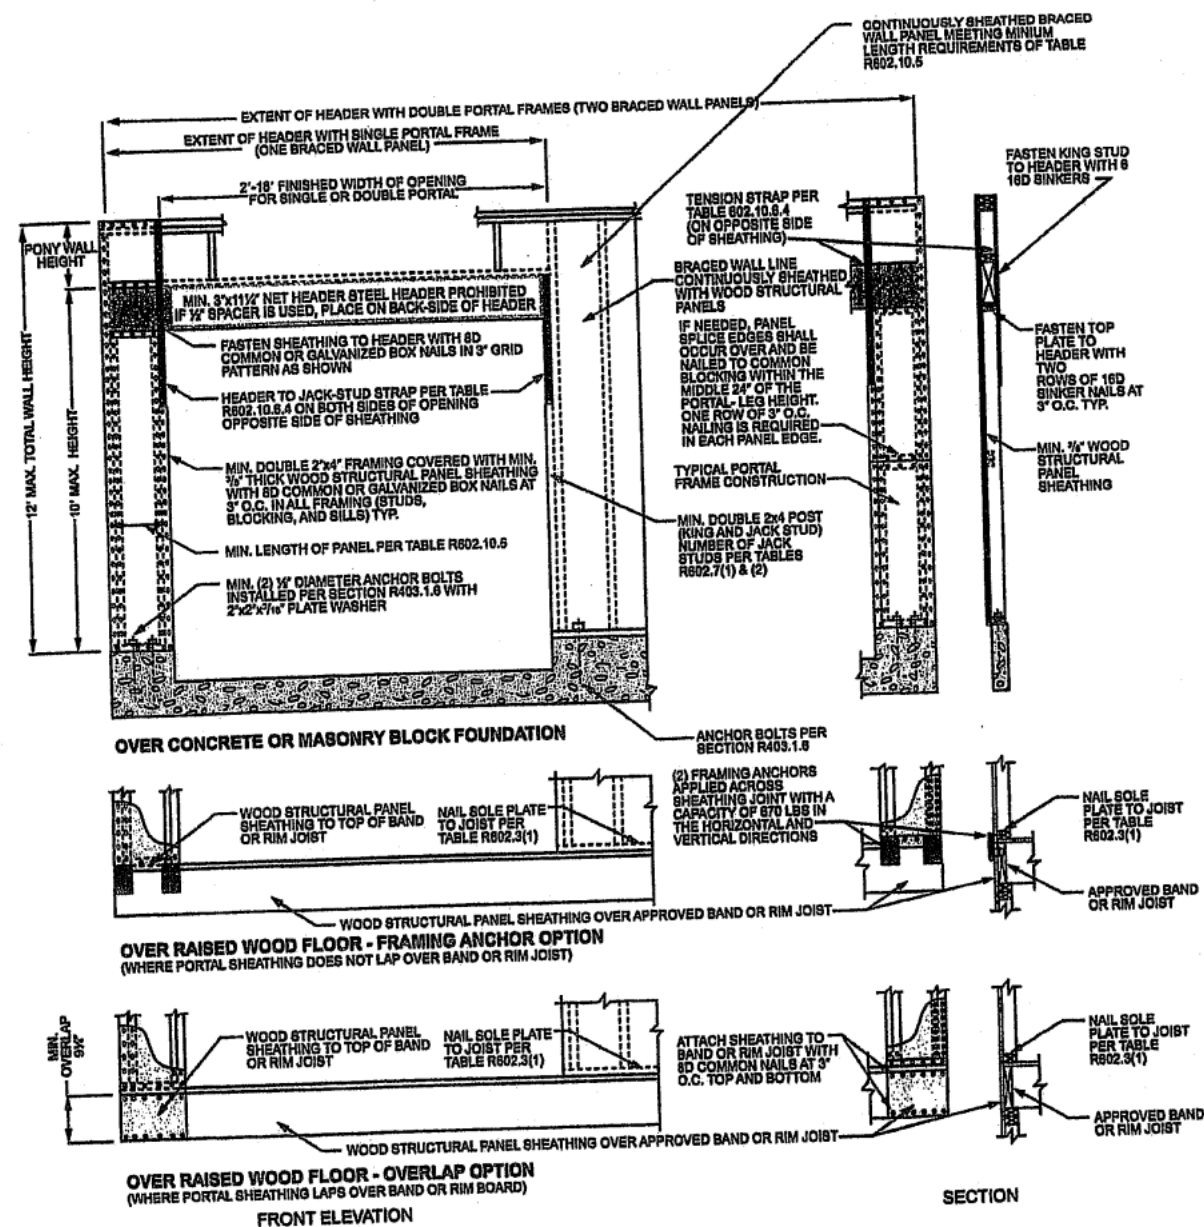 CONTINUOUSLY SHEATHED BRACED
WALL PANEL MEETING MINIUM
LENGTH REQUIREMENTS OF TABLE
R602.10.5
EXTENT OF HEADER WITH DOUBLE PORTAL FRAMES (TWO BRACED WALL PANELS)
EXTENT OF HEADER WITH SINGLE PORTAL FRAME
(ONE BRACED WALL PANEL)
2'-18' FINISHED WIDTH OF OPENING
FOR SINGLE OR DOUBLE PORTAL
FASTEN KING STUD
TO HEADER WITH 6
16D SINKERS
TENSION STRAP PER
TABLE 602.10.6.4
(ON OPPOSITE SIDE
OF SHEATHING)
PONY WALL
HEIGHT
12' MAX. TOTAL WALL HEIGHT
10' MAX. HEIGHT
MIN. 3"x11¼" NET HEADER STEEL HEADER PROHIBITED
IF ½" SPACER IS USED, PLACE ON BACK-SIDE OF HEADER
BRACED WALL LINE
CONTINUOUSLY SHEATHED
WITH WOOD STRUCTURAL
PANELS
FASTEN SHEATHING TO HEADER WITH 8D
COMMON OR GALVANIZED BOX NAILS IN 3" GRID
PATTERN AS SHOWN
IF NEEDED, PANEL
SPLICE EDGES SHALL
OCCUR OVER AND BE
NAILED TO COMMON
BLOCKING WITHIN THE
MIDDLE 24" OF THE
PORTAL- LEG HEIGHT.
ONE ROW OF 3" O.C.
NAILING IS REQUIRED
IN EACH PANEL EDGE.
FASTEN TOP
PLATE TO
HEADER WITH
TWO
ROWS OF 16D
SINKER NAILS AT
3" O.C. TYP.
HEADER TO JACK-STUD STRAP PER TABLE
R602.10.6.4 ON BOTH SIDES OF OPENING
OPPOSITE SIDE OF SHEATHING
MIN. DOUBLE 2"x4" FRAMING COVERED WITH MIN.
⅜" THICK WOOD STRUCTURAL PANEL SHEATHING
WITH 8D COMMON OR GALVANIZED BOX NAILS AT
3" O.C. IN ALL FRAMING (STUDS,
BLOCKING, AND SILLS) TYP.
TYPICAL PORTAL
FRAME CONSTRUCTION
MIN. ⅜" WOOD
STRUCTURAL
PANEL
SHEATHING
MIN. LENGTH OF PANEL PER TABLE R602.10.5
MIN. DOUBLE 2x4 POST
(KING AND JACK STUD)
NUMBER OF JACK
STUDS PER TABLES
R602.7(1) & (2)
MIN. (2) ½" DIAMETER ANCHOR BOLTS
INSTALLED PER SECTION R403.1.6 WITH
2"x2"x³/₁₆" PLATE WASHER
OVER CONCRETE OR MASONRY BLOCK FOUNDATION
ANCHOR BOLTS PER
SECTION R403.1.6
WOOD STRUCTURAL PANEL
SHEATHING TO TOP OF BAND
OR RIM JOIST
NAIL SOLE PLATE
TO JOIST PER
TABLE R602.3(1)
(2) FRAMING ANCHORS
APPLIED ACROSS
SHEATHING JOINT WITH A
CAPACITY OF 670 LBS IN
THE HORIZONTAL AND
VERTICAL DIRECTIONS
NAIL SOLE
PLATE TO JOIST
PER TABLE
R602.3(1)
APPROVED BAND
OR RIM JOIST
WOOD STRUCTURAL PANEL SHEATHING OVER APPROVED BAND OR RIM JOIST
OVER RAISED WOOD FLOOR - FRAMING ANCHOR OPTION
(WHERE PORTAL SHEATHING DOES NOT LAP OVER BAND OR RIM JOIST)
MIN.
OVERLAP
9¼"
WOOD STRUCTURAL PANEL
SHEATHING TO TOP OF BAND
OR RIM JOIST
NAIL SOLE PLATE
TO JOIST PER
TABLE R602.3(1)
ATTACH SHEATHING TO
BAND OR RIM JOIST WITH
8D COMMON NAILS AT 3"
O.C. TOP AND BOTTOM
NAIL SOLE
PLATE TO JOIST
PER TABLE
R602.3(1)
APPROVED BAND
OR RIM JOIST
WOOD STRUCTURAL PANEL SHEATHING OVER APPROVED BAND OR RIM JOIST
OVER RAISED WOOD FLOOR - OVERLAP OPTION
(WHERE PORTAL SHEATHING LAPS OVER BAND OR RIM BOARD)
FRONT ELEVATION
SECTION